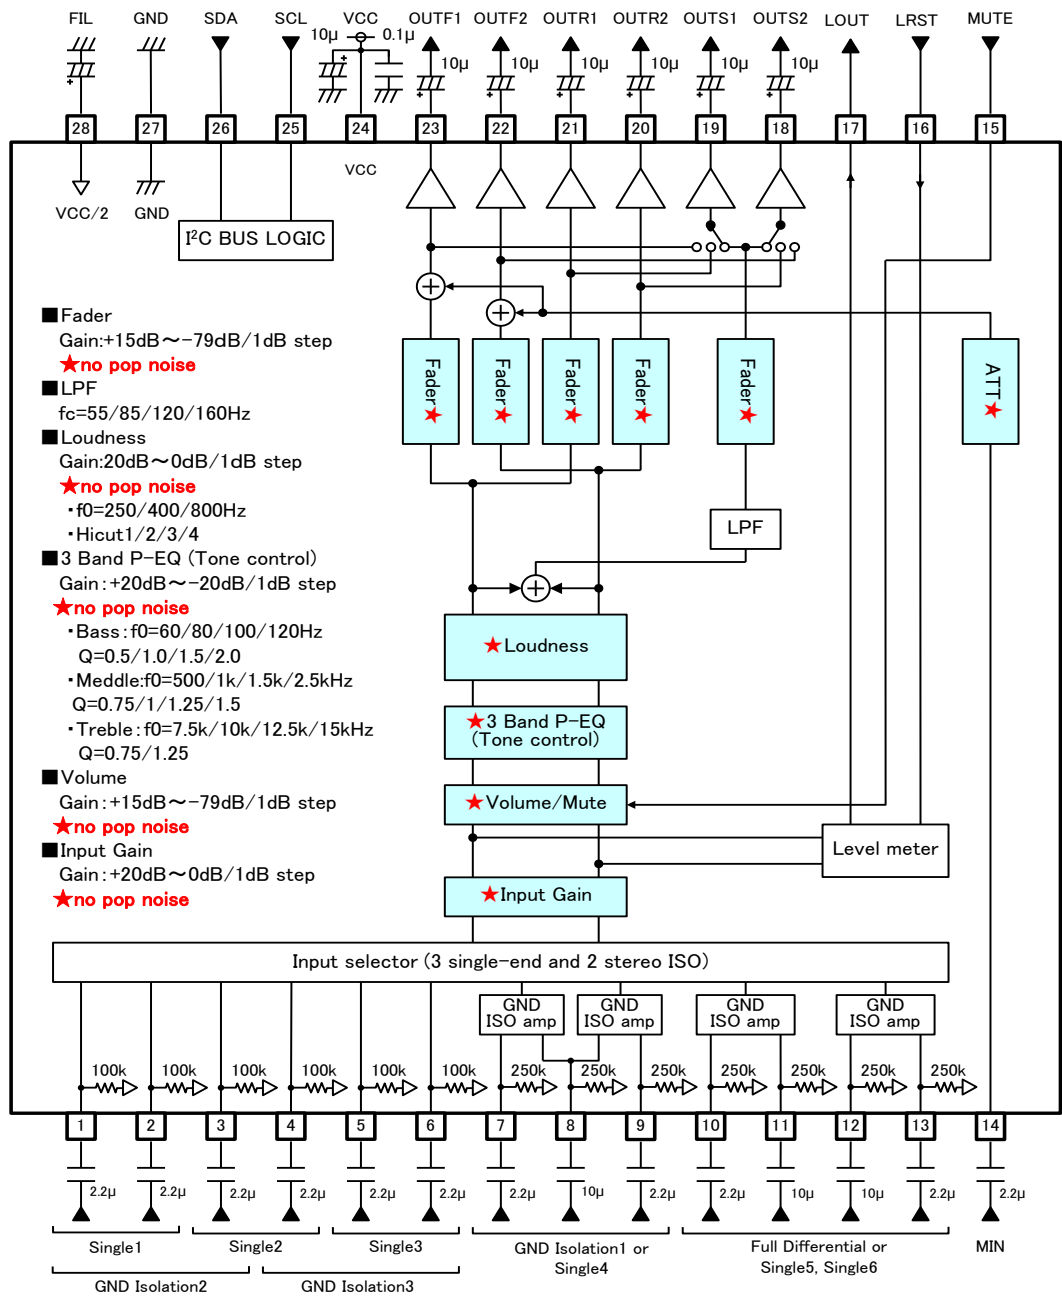 FIL GND SDA SCL VCC OUTF1 OUTF2 OUTR1 OUTR2 OUTS1 OUTS2 LOUT LRST MUTE
10μ 0.1μ
10μ 10μ 10μ 10μ 10μ 10μ
28 27 26 25 24 23 22 21 20 19 18 17 16 15
VCC
VCC/2 GND
I²C BUS LOGIC
■Fader
Gain:+15dB～−79dB/1dB step
★no pop noise
■LPF
fc=55/85/120/160Hz
■Loudness
Gain:20dB～0dB/1dB step
★no pop noise
・f0=250/400/800Hz
・Hicut1/2/3/4
■3 Band P−EQ (Tone control)
Gain:+20dB～−20dB/1dB step
★no pop noise
・Bass:f0=60/80/100/120Hz
Q=0.5/1.0/1.5/2.0
・Meddle:f0=500/1k/1.5k/2.5kHz
Q=0.75/1/1.25/1.5
・Treble:f0=7.5k/10k/12.5k/15kHz
Q=0.75/1.25
■Volume
Gain:+15dB～−79dB/1dB step
★no pop noise
■Input Gain
Gain:+20dB～0dB/1dB step
★no pop noise
Fader★ Fader★ Fader★ Fader★ Fader★ ATT★
LPF
★Loudness
★3 Band P−EQ
(Tone control)
★Volume/Mute
Level meter
★Input Gain
Input selector (3 single−end and 2 stereo ISO)
GND
ISO amp
GND
ISO amp
GND
ISO amp
GND
ISO amp
100k 100k 100k 100k 100k 100k 250k 250k 250k 250k 250k 250k 250k
1 2 3 4 5 6 7 8 9 10 11 12 13 14
2.2μ 2.2μ 2.2μ 2.2μ 2.2μ 2.2μ 2.2μ 10μ 2.2μ 2.2μ 10μ 10μ 2.2μ 2.2μ
Single1 Single2 Single3
GND Isolation1 or
Single4
Full Differential or
Single5, Single6
MIN
GND Isolation2 GND Isolation3